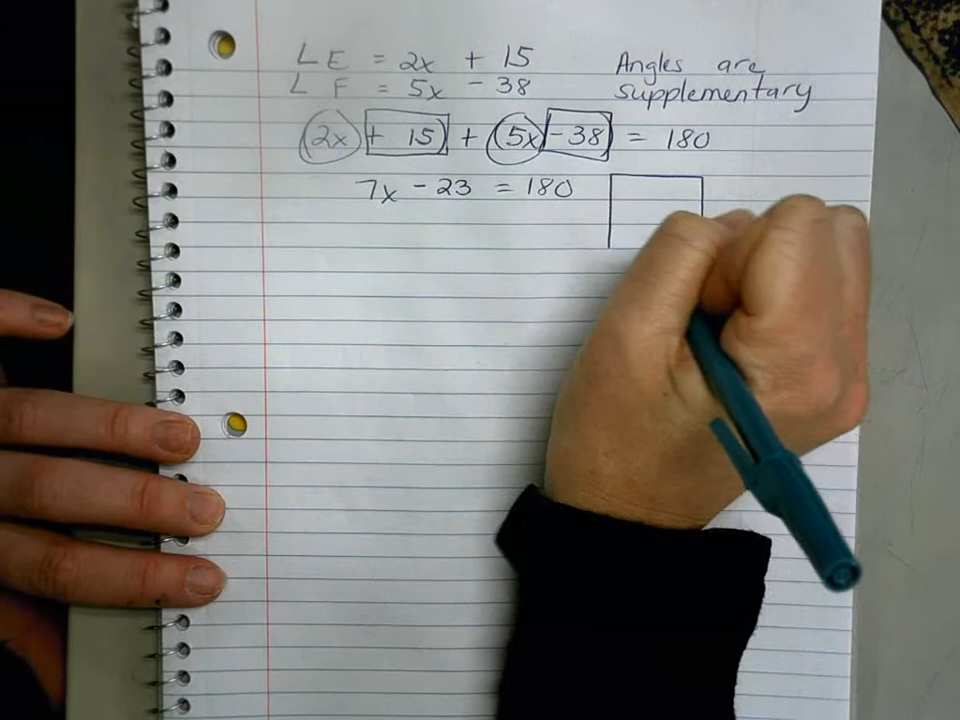 ∠E = 2x + 15
Angles are
∠F = 5x - 38
supplementary
(2x + 15) + (5x - 38) = 180
7x - 23 = 180